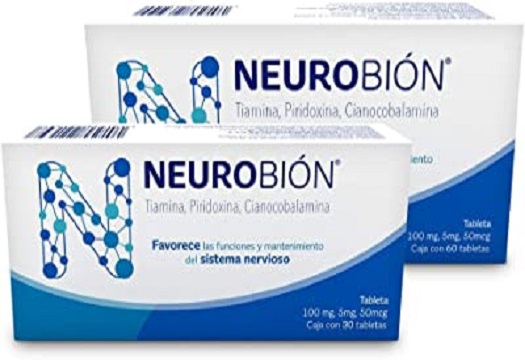 NEUROBIÓN®
Tiamina, Piridoxina, Cianocobalamina
Tableta
100 mg, 5mg, 50mcg
Caja con 60 tabletas
NEUROBIÓN®
Tiamina, Piridoxina, Cianocobalamina
Favorece las funciones y mantenimiento
del sistema nervioso
Tableta
100 mg, 5mg, 50mcg
Caja con 30 tabletas